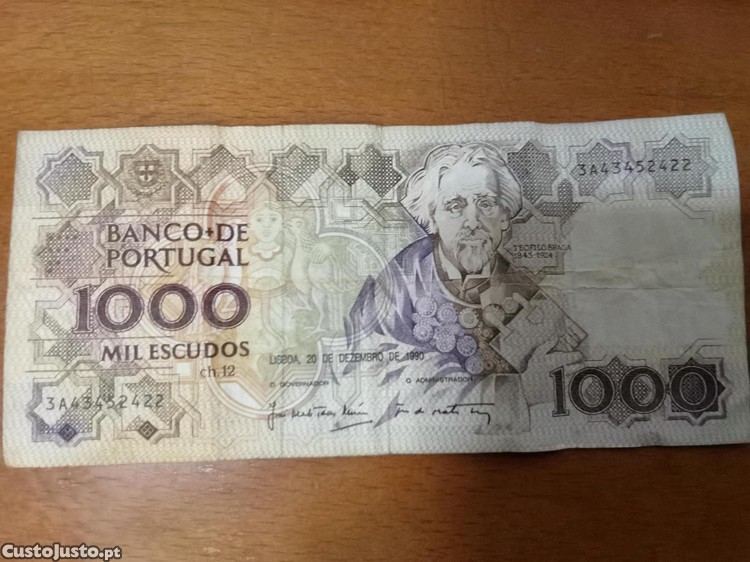 3A43452422
BANCO DE
PORTUGAL
TEOFILO BRAGA
1843-1924
1000
MIL ESCUDOS
ch.12
LISBOA, 20 DE DEZEMBRO DE 1990
O GOVERNADOR O ADMINISTRADOR
3A43452422
1000
CustoJusto.pt